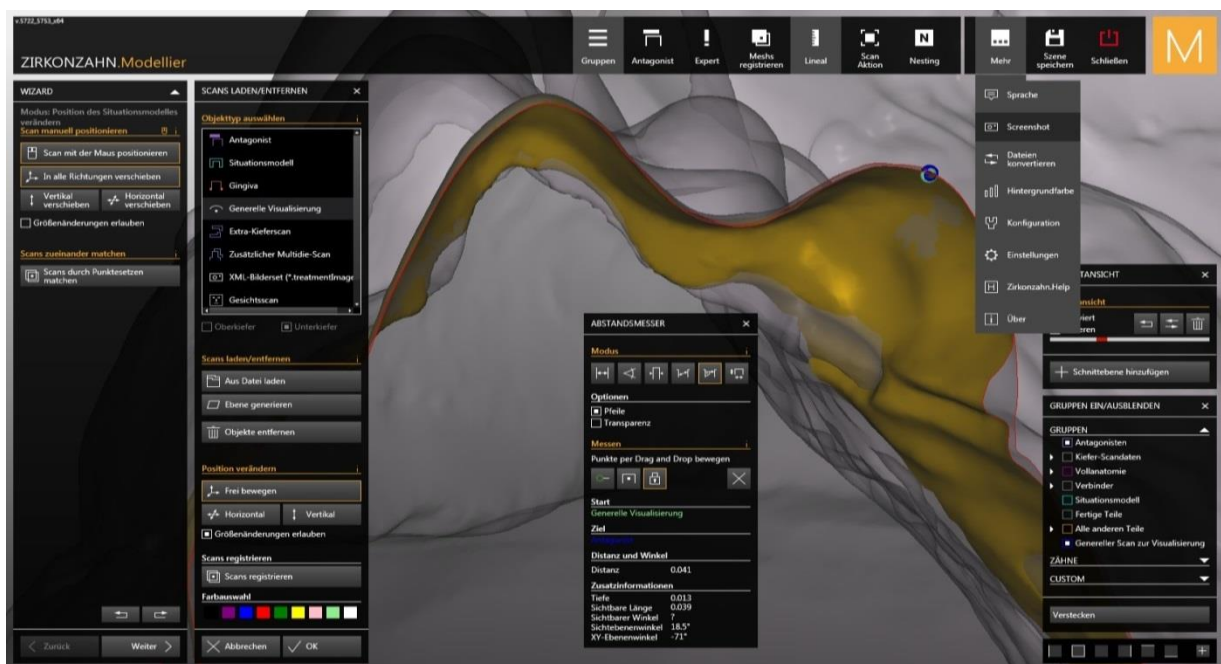 v.5722_5753_x64
ZIRKONZAHN.Modellier
Gruppen
Antagonist
Expert
Meshs registrieren
Lineal
Scan Aktion
N
Nesting
Mehr
Szene speichern
Schließen
M
WIZARD
Modus: Position des Situationsmodelles
verändern
Scan manuell positionieren
Scan mit der Maus positionieren
In alle Richtungen verschieben
Vertikal verschieben
Horizontal verschieben
Größenänderungen erlauben
Scans zueinander matchen
Scans durch Punktesetzen
matchen
Zurück
Weiter
SCANS LADEN/ENTFERNEN
Objekttyp auswählen
Antagonist
Situationsmodell
Gingiva
Generelle Visualisierung
Extra-Kieferscan
Zusätzlicher Multidie-Scan
XML-Bilderset (*.treatmentImage
Gesichtsscan
Oberkiefer
Unterkiefer
Scans laden/entfernen
Aus Datei laden
Ebene generieren
Objekte entfernen
Position verändern
Frei bewegen
Horizontal
Vertikal
Größenänderungen erlauben
Scans registrieren
Scans registrieren
Farbauswahl
Abbrechen
OK
ABSTANDSMESSER
Modus
Optionen
Pfeile
Transparenz
Messen
Punkte per Drag and Drop bewegen
Start
Generelle Visualisierung
Ziel
Antagonist
Distanz und Winkel
Distanz 0.041
Zusatzinformationen
Tiefe 0.013
Sichtbare Länge 0.039
Sichtbarer Winkel ?
Sichtebenenwinkel 18.5°
XY-Ebenenwinkel -71°
Sprache
Screenshot
Dateien
konvertieren
Hintergrundfarbe
Konfiguration
Einstellungen
Zirkonzahn.Help
Über
TANSICHT
nsicht
viert
ieren
Schnittebene hinzufügen
GRUPPEN EIN/AUSBLENDEN
GRUPPEN
Antagonisten
Kiefer-Scandaten
Vollanatomie
Verbinder
Situationsmodell
Fertige Teile
Alle anderen Teile
Genereller Scan zur Visualisierung
ZÄHNE
CUSTOM
Verstecken